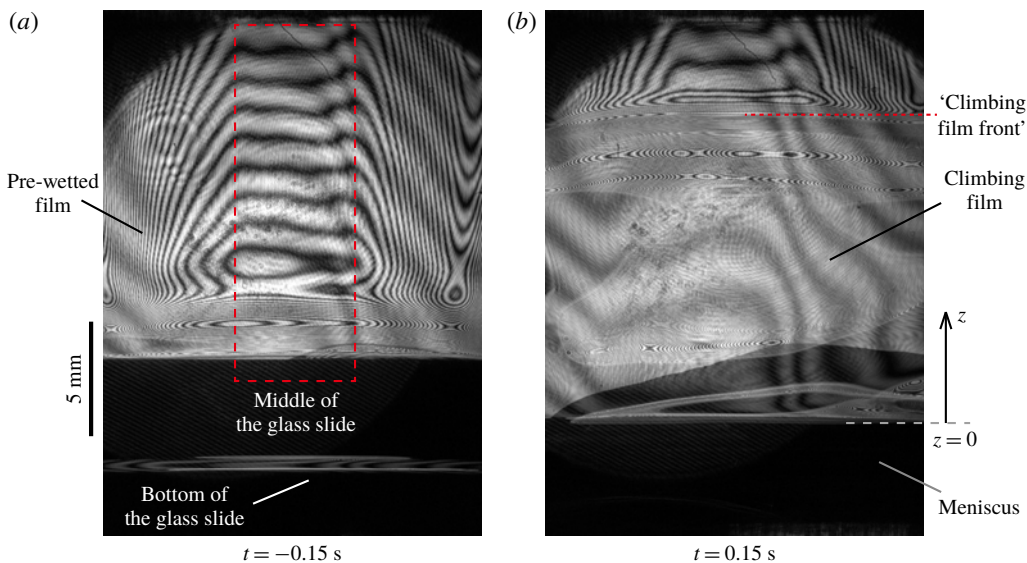 (a)
Pre-wetted
film
5 mm
Middle of
the glass slide
Bottom of
the glass slide
t = −0.15 s
(b)
‘Climbing
film front’
Climbing
film
z
z = 0
Meniscus
t = 0.15 s